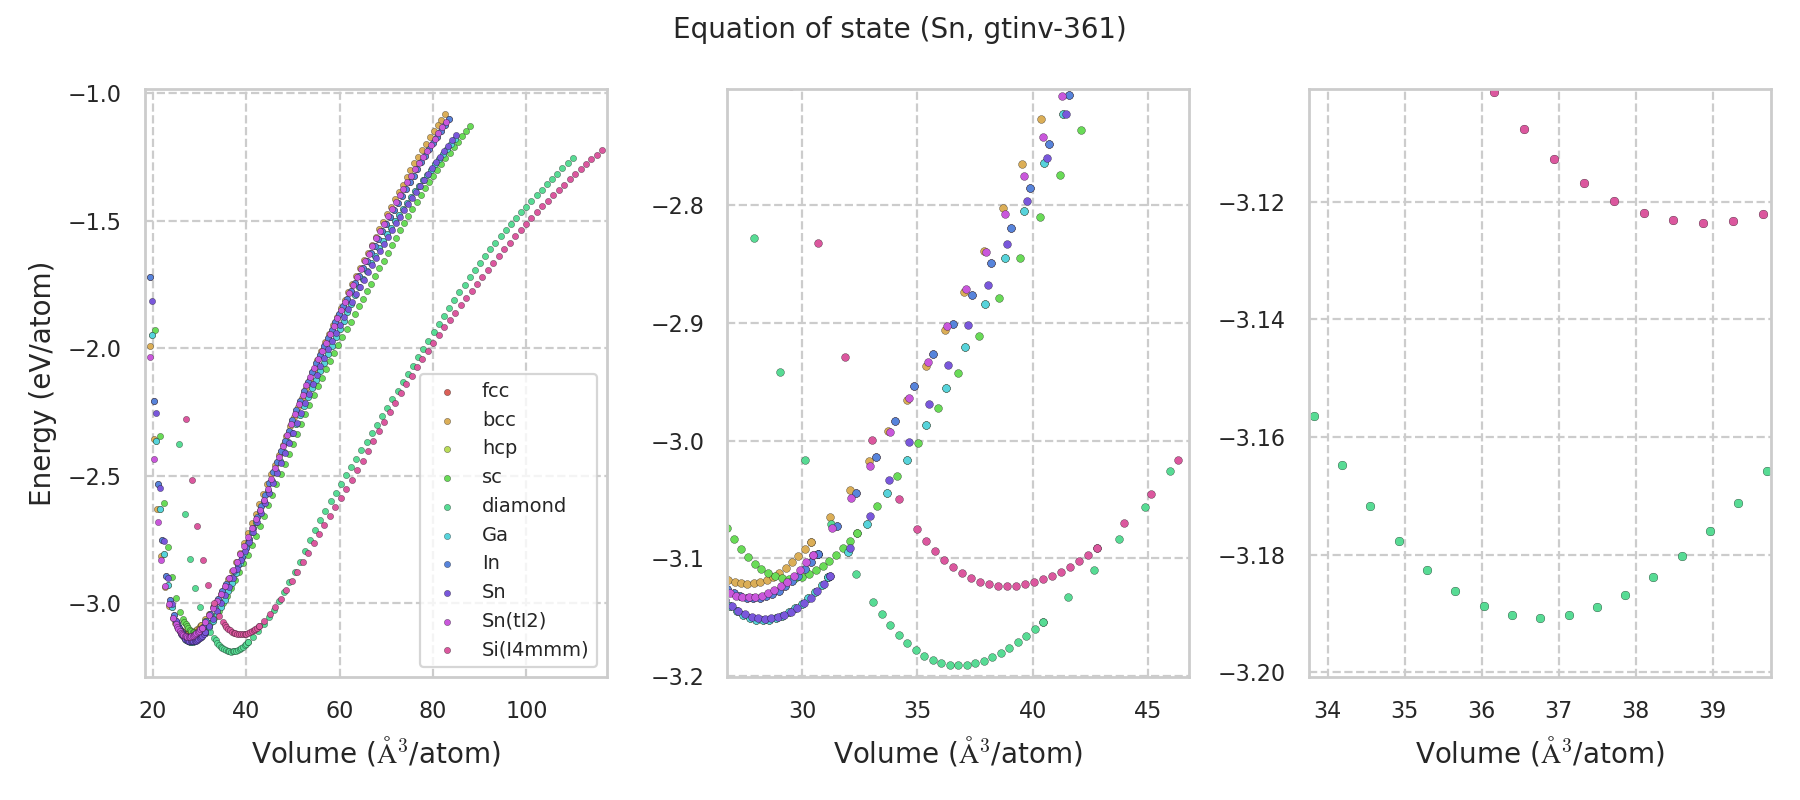 Equation of state (Sn, gtinv-361)
Energy (eV/atom)
−1.0
−1.5
−2.0
−2.5
−3.0
20 40 60 80 100
Volume (Å³/atom)
fcc
bcc
hcp
sc
diamond
Ga
In
Sn
Sn(tI2)
Si(I4mmm)
−2.8
−2.9
−3.0
−3.1
−3.2
30 35 40 45
Volume (Å³/atom)
−3.12
−3.14
−3.16
−3.18
−3.20
34 35 36 37 38 39
Volume (Å³/atom)